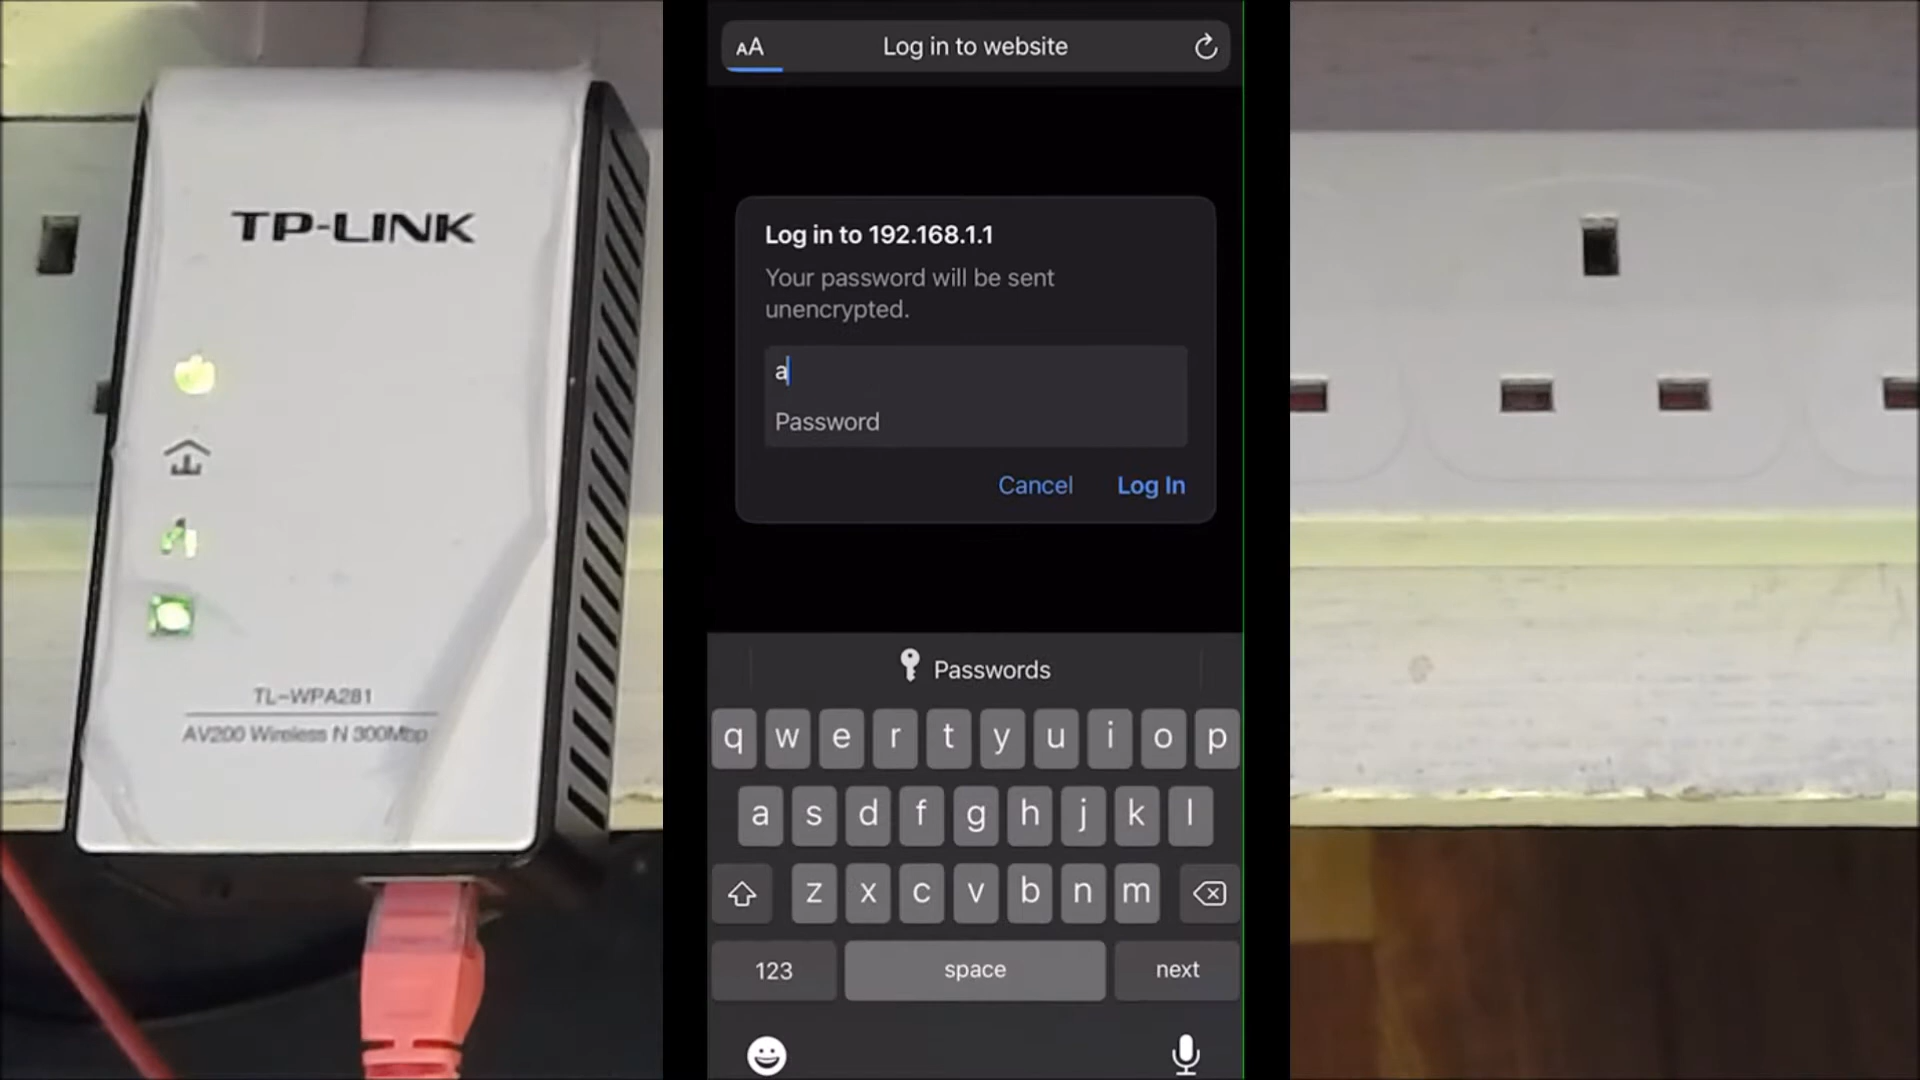 TP-LINK
TL-WPA281
AV200 Wireless N 300Mbp
AA
Log in to website
Log in to 192.168.1.1
Your password will be sent
unencrypted.
a
Password
Cancel
Log In
Passwords
q w e r t y u i o p
a s d f g h j k l
z x c v b n m
123
space
next